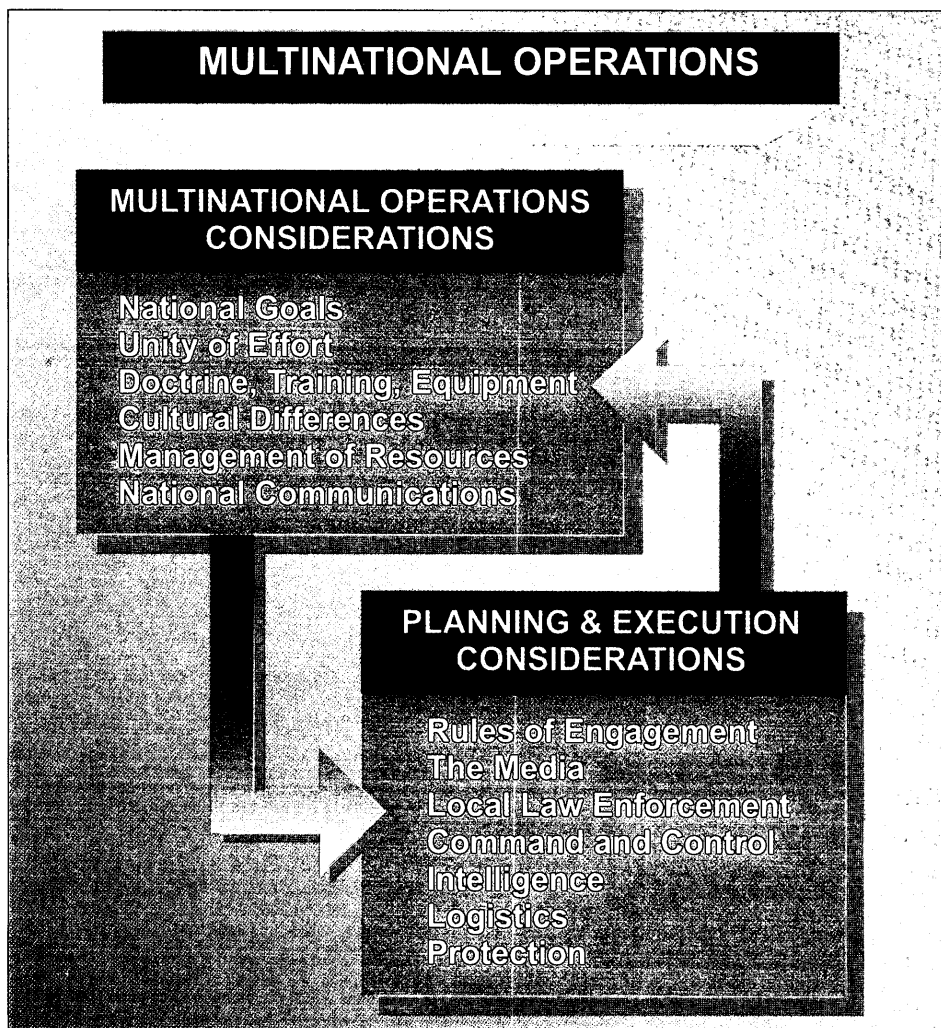 MULTINATIONAL OPERATIONS
MULTINATIONAL OPERATIONS
CONSIDERATIONS
National Goals
Unity of Effort
Doctrine, Training, Equipment
Cultural Differences
Management of Resources
National Communications
PLANNING & EXECUTION
CONSIDERATIONS
Rules of Engagement
The Media
Local Law Enforcement
Command and Control
Intelligence
Logistics
Protection